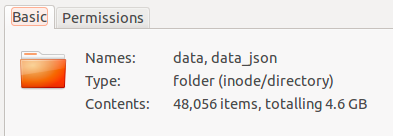 Basic Permissions
Names: data, data_json
Type: folder (inode/directory)
Contents: 48,056 items, totalling 4.6 GB